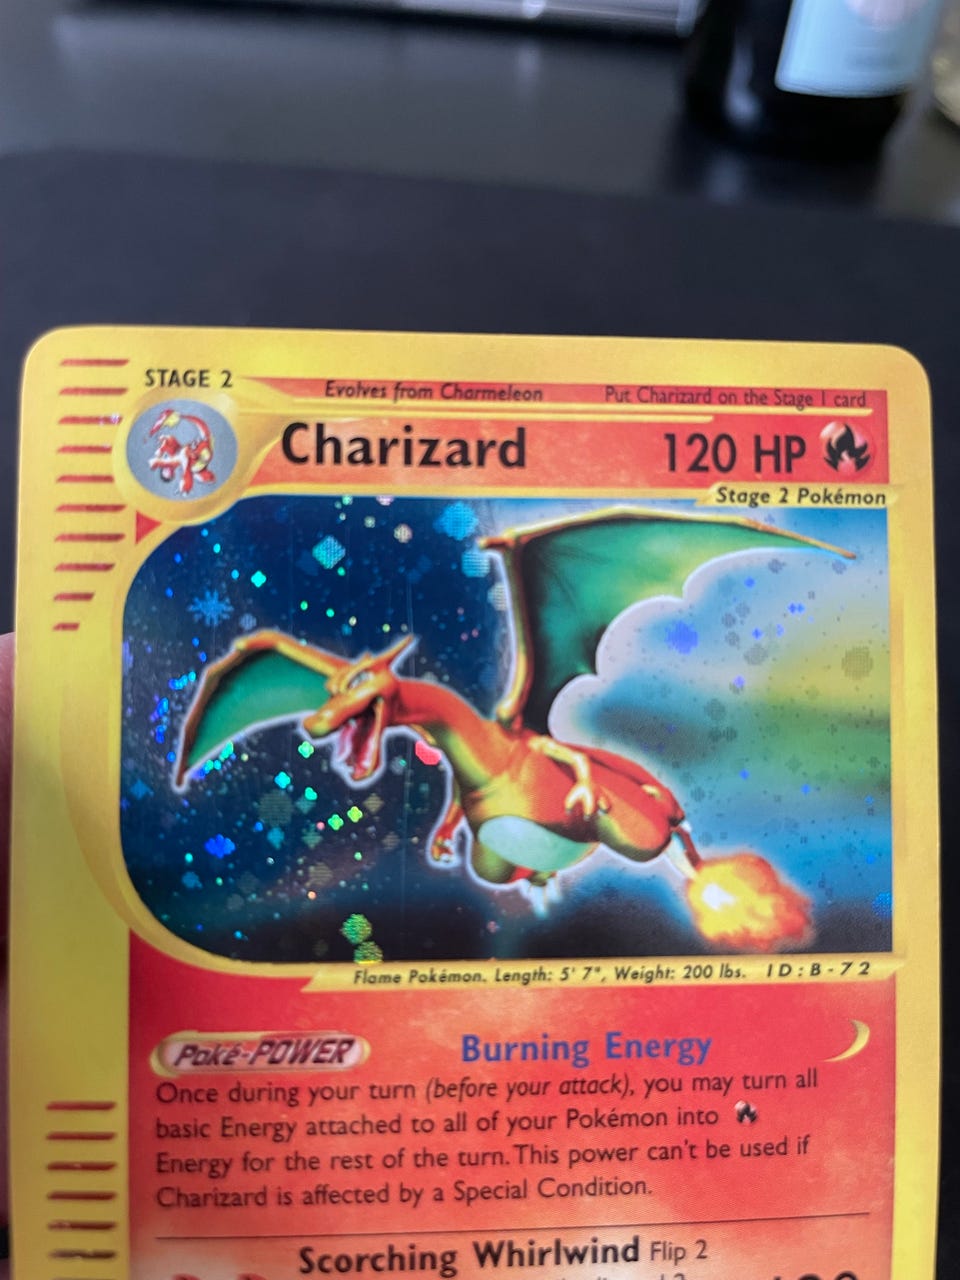 STAGE 2
Evolves from Charmeleon
Put Charizard on the Stage 1 card
Charizard
120 HP
Stage 2 Pokémon
Flame Pokémon. Length: 5' 7", Weight: 200 lbs. ID:B-72
Poké-POWER Burning Energy
Once during your turn (before your attack), you may turn all
basic Energy attached to all of your Pokémon into
Energy for the rest of the turn. This power can't be used if
Charizard is affected by a Special Condition.
Scorching Whirlwind Flip 2